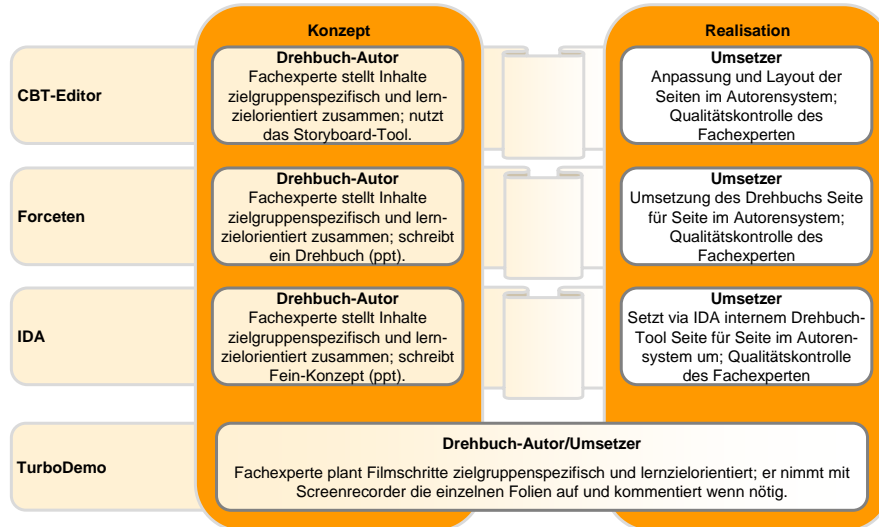 Konzept
Realisation
CBT-Editor
Drehbuch-Autor
Fachexperte stellt Inhalte
zielgruppenspezifisch und lern-
zielorientiert zusammen; nutzt
das Storyboard-Tool.
Umsetzer
Anpassung und Layout der
Seiten im Autorensystem;
Qualitätskontrolle des
Fachexperten
Forceten
Drehbuch-Autor
Fachexperte stellt Inhalte
zielgruppenspezifisch und lern-
zielorientiert zusammen; schreibt
ein Drehbuch (ppt).
Umsetzer
Umsetzung des Drehbuchs Seite
für Seite im Autorensystem;
Qualitätskontrolle des
Fachexperten
IDA
Drehbuch-Autor
Fachexperte stellt Inhalte
zielgruppenspezifisch und lern-
zielorientiert zusammen; schreibt
Fein-Konzept (ppt).
Umsetzer
Setzt via IDA internem Drehbuch-
Tool Seite für Seite im Autoren-
system um; Qualitätskontrolle
des Fachexperten
TurboDemo
Drehbuch-Autor/Umsetzer
Fachexperte plant Filmschritte zielgruppenspezifisch und lernzielorientiert; er nimmt mit
Screenrecorder die einzelnen Folien auf und kommentiert wenn nötig.